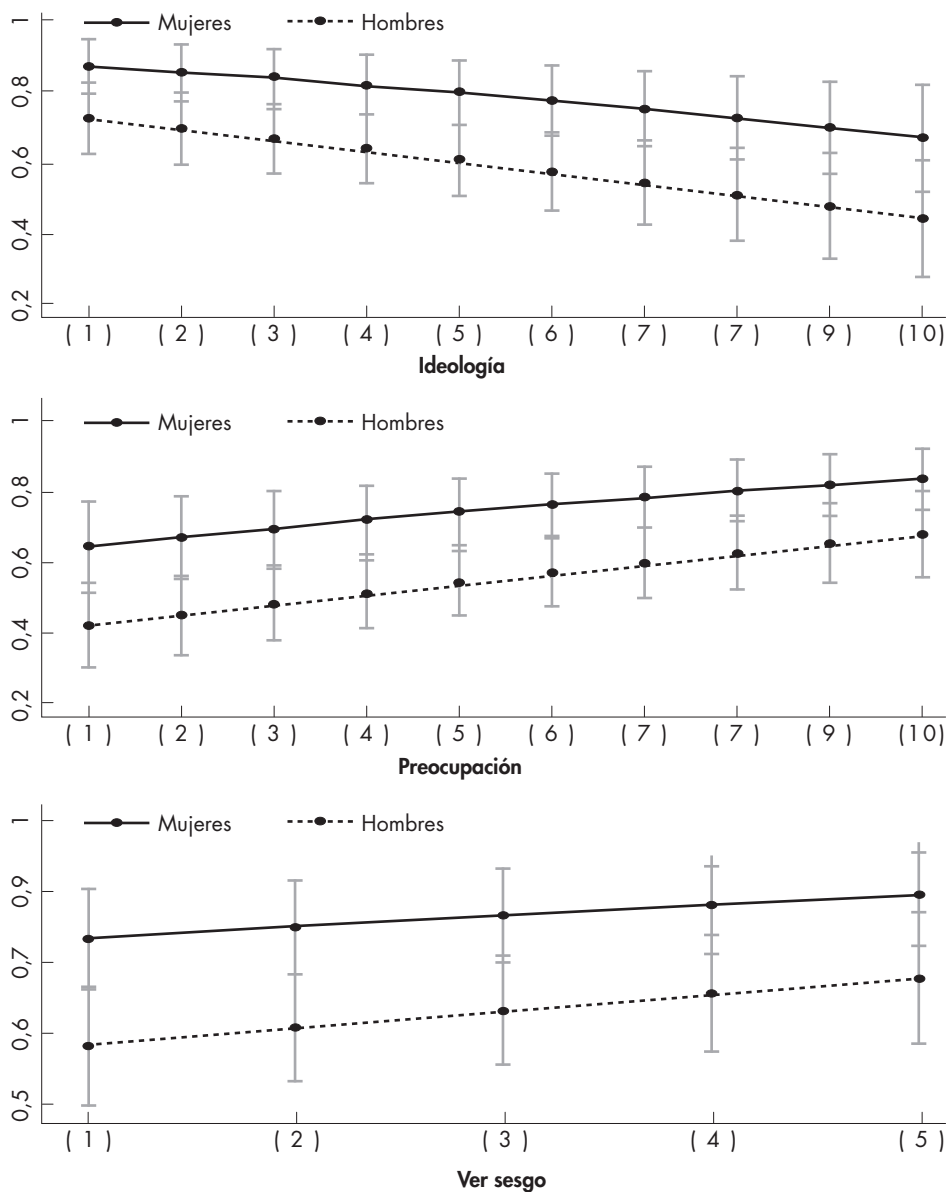 1
0,8
0,6
0,4
0,2
Mujeres Hombres
( 1 ) ( 2 ) ( 3 ) ( 4 ) ( 5 ) ( 6 ) ( 7 ) ( 7 ) ( 9 ) (10)
Ideología
1
0,8
0,6
0,4
0,2
Mujeres Hombres
( 1 ) ( 2 ) ( 3 ) ( 4 ) ( 5 ) ( 6 ) ( 7 ) ( 7 ) ( 9 ) (10)
Preocupación
1
0,9
0,7
0,6
0,5
Mujeres Hombres
( 1 ) ( 2 ) ( 3 ) ( 4 ) ( 5 )
Ver sesgo